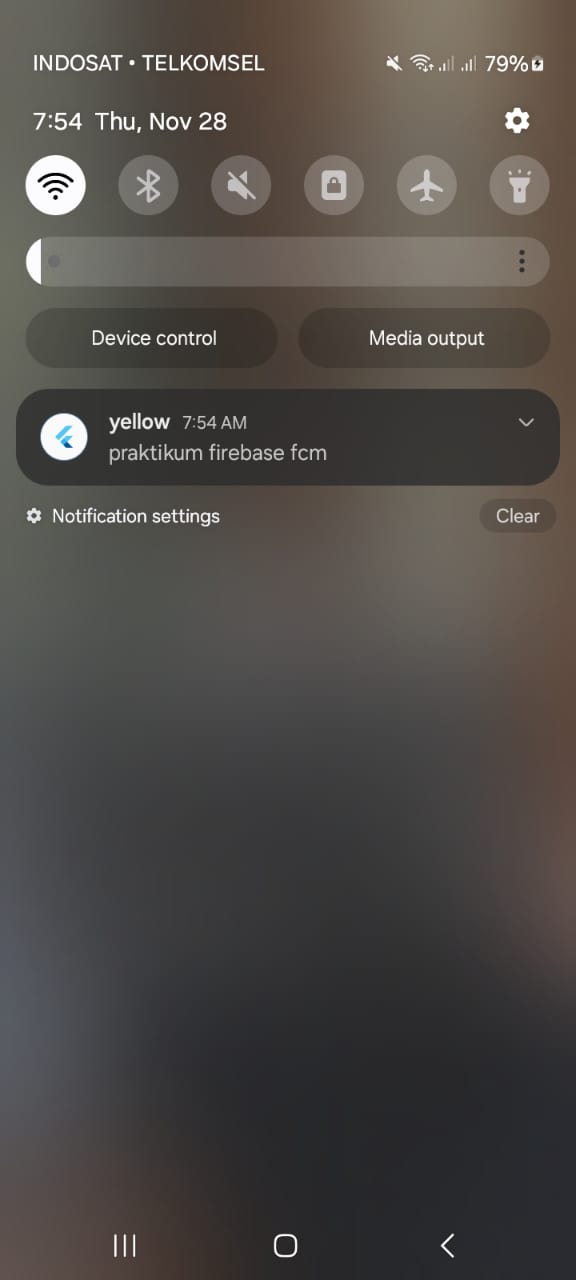 INDOSAT • TELKOMSEL 79%
7:54 Thu, Nov 28
Device control Media output
yellow 7:54 AM
praktikum firebase fcm
Notification settings Clear